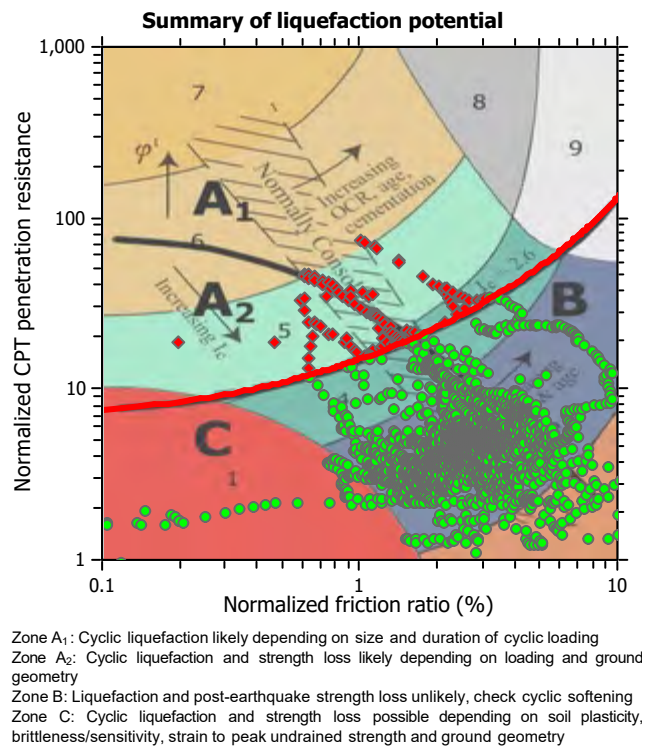 Summary of liquefaction potential
Normalized CPT penetration resistance
1,000
100
10
1
0.1
1
10
Normalized friction ratio (%)
7
8
9
φ'
A1
Increasing
OCR, age,
cementation
Normally
6
A2
Increasing Ic
5
2.6
B
age
C
1
Zone A1: Cyclic liquefaction likely depending on size and duration of cyclic loading
Zone A2: Cyclic liquefaction and strength loss likely depending on loading and ground
geometry
Zone B: Liquefaction and post-earthquake strength loss unlikely, check cyclic softening
Zone C: Cyclic liquefaction and strength loss possible depending on soil plasticity,
brittleness/sensitivity, strain to peak undrained strength and ground geometry